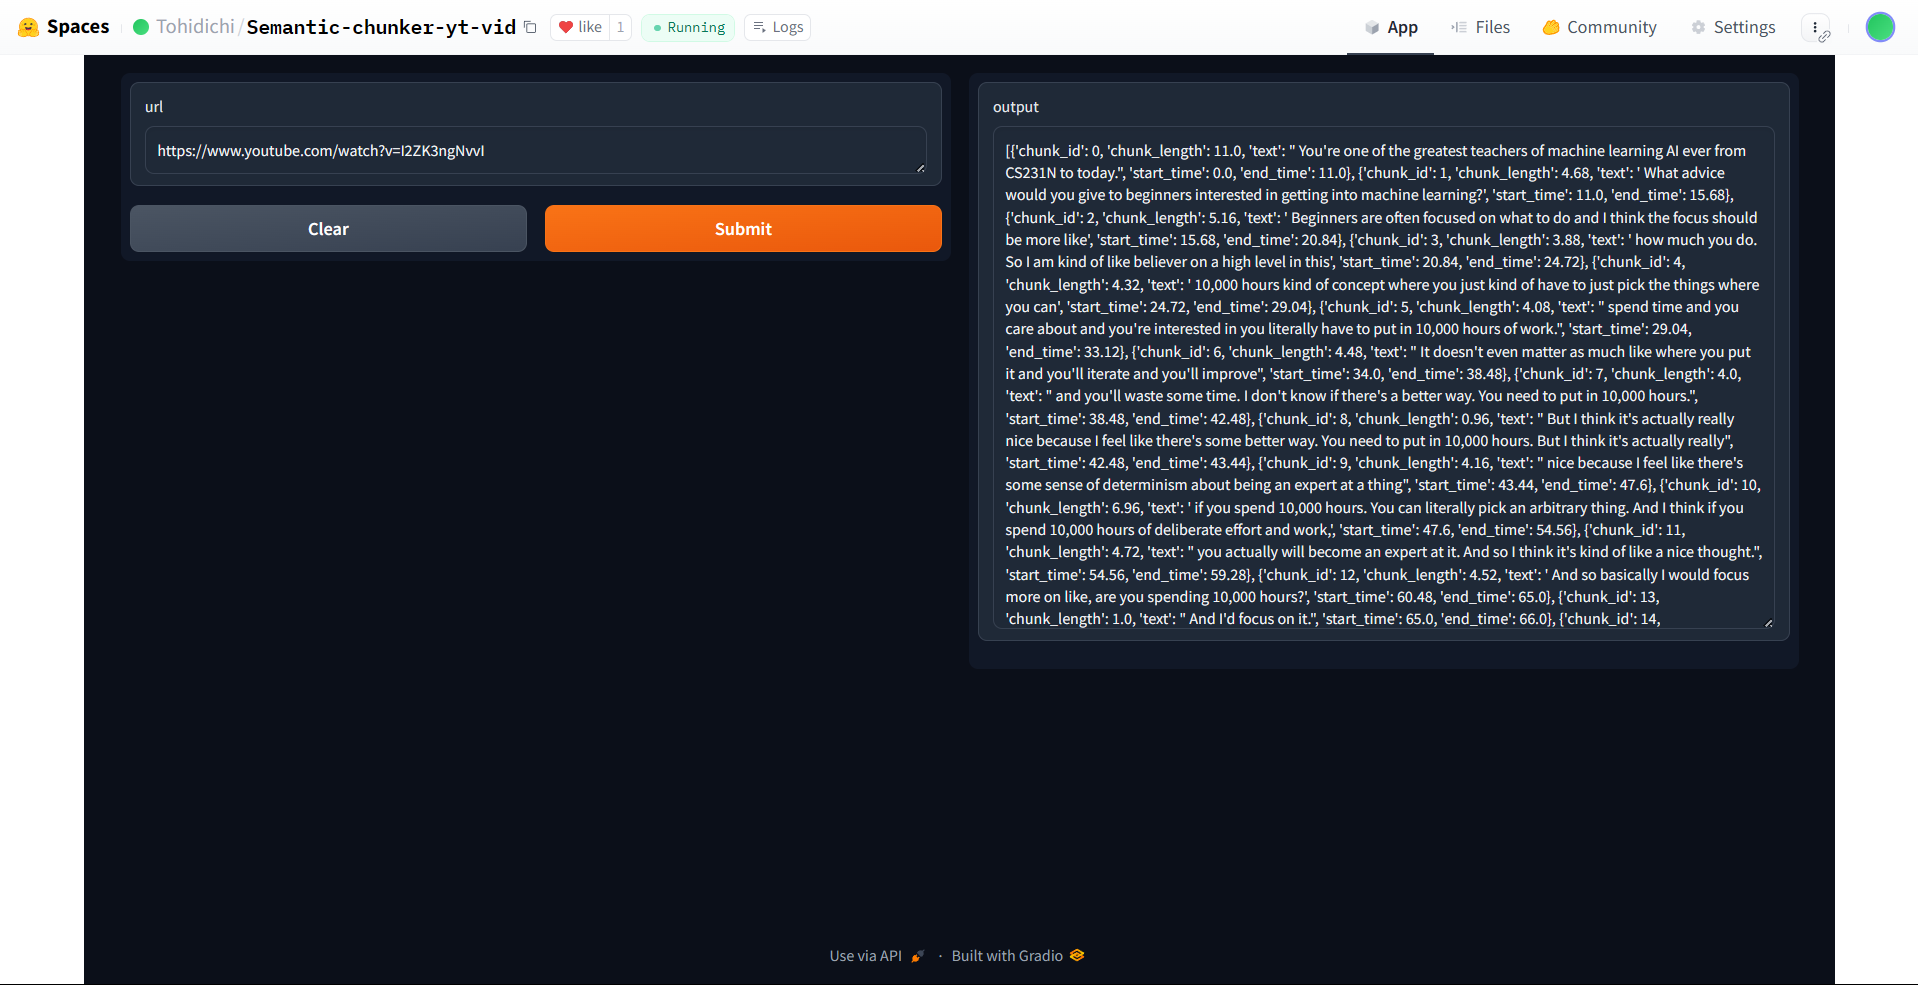 Spaces
Tohidichi/Semantic-chunker-yt-vid
like 1
Running
Logs
App
Files
Community
Settings
url
https://www.youtube.com/watch?v=I2ZK3ngNvvI
Clear
Submit
output
[{'chunk_id': 0, 'chunk_length': 11.0, 'text': " You're one of the greatest teachers of machine learning AI ever from
CS231N to today.", 'start_time': 0.0, 'end_time': 11.0}, {'chunk_id': 1, 'chunk_length': 4.68, 'text': ' What advice
would you give to beginners interested in getting into machine learning?', 'start_time': 11.0, 'end_time': 15.68},
{'chunk_id': 2, 'chunk_length': 5.16, 'text': ' Beginners are often focused on what to do and I think the focus should
be more like', 'start_time': 15.68, 'end_time': 20.84}, {'chunk_id': 3, 'chunk_length': 3.88, 'text': ' how much you do.
So I am kind of like believer on a high level in this', 'start_time': 20.84, 'end_time': 24.72}, {'chunk_id': 4,
'chunk_length': 4.32, 'text': ' 10,000 hours kind of concept where you just kind of have to just pick the things where
you can', 'start_time': 24.72, 'end_time': 29.04}, {'chunk_id': 5, 'chunk_length': 4.08, 'text': " spend time and you
care about and you're interested in you literally have to put in 10,000 hours of work.", 'start_time': 29.04,
'end_time': 33.12}, {'chunk_id': 6, 'chunk_length': 4.48, 'text': " It doesn't even matter as much like where you put
it and you'll iterate and you'll improve", 'start_time': 34.0, 'end_time': 38.48}, {'chunk_id': 7, 'chunk_length': 4.0,
'text': " and you'll waste some time. I don't know if there's a better way. You need to put in 10,000 hours.",
'start_time': 38.48, 'end_time': 42.48}, {'chunk_id': 8, 'chunk_length': 0.96, 'text': " But I think it's actually really
nice because I feel like there's some better way. You need to put in 10,000 hours. But I think it's actually really",
'start_time': 42.48, 'end_time': 43.44}, {'chunk_id': 9, 'chunk_length': 4.16, 'text': " nice because I feel like there's
some sense of determinism about being an expert at a thing", 'start_time': 43.44, 'end_time': 47.6}, {'chunk_id': 10,
'chunk_length': 6.96, 'text': ' if you spend 10,000 hours. You can literally pick an arbitrary thing. And I think if you
spend 10,000 hours of deliberate effort and work,', 'start_time': 47.6, 'end_time': 54.56}, {'chunk_id': 11,
'chunk_length': 4.72, 'text': " you actually will become an expert at it. And so I think it's kind of like a nice thought.",
'start_time': 54.56, 'end_time': 59.28}, {'chunk_id': 12, 'chunk_length': 4.52, 'text': ' And so basically I would focus
more on like, are you spending 10,000 hours?', 'start_time': 60.48, 'end_time': 65.0}, {'chunk_id': 13,
'chunk_length': 1.0, 'text': " And I'd focus on it.", 'start_time': 65.0, 'end_time': 66.0}, {'chunk_id': 14,
Use via API · Built with Gradio